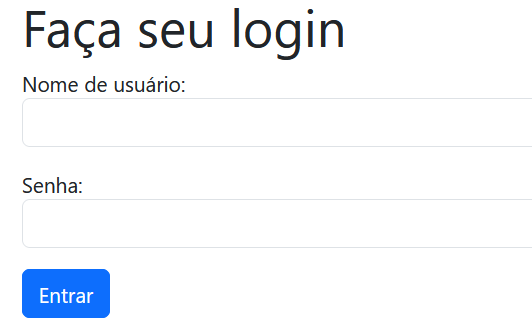 Faça seu login
Nome de usuário:
Senha:
Entrar